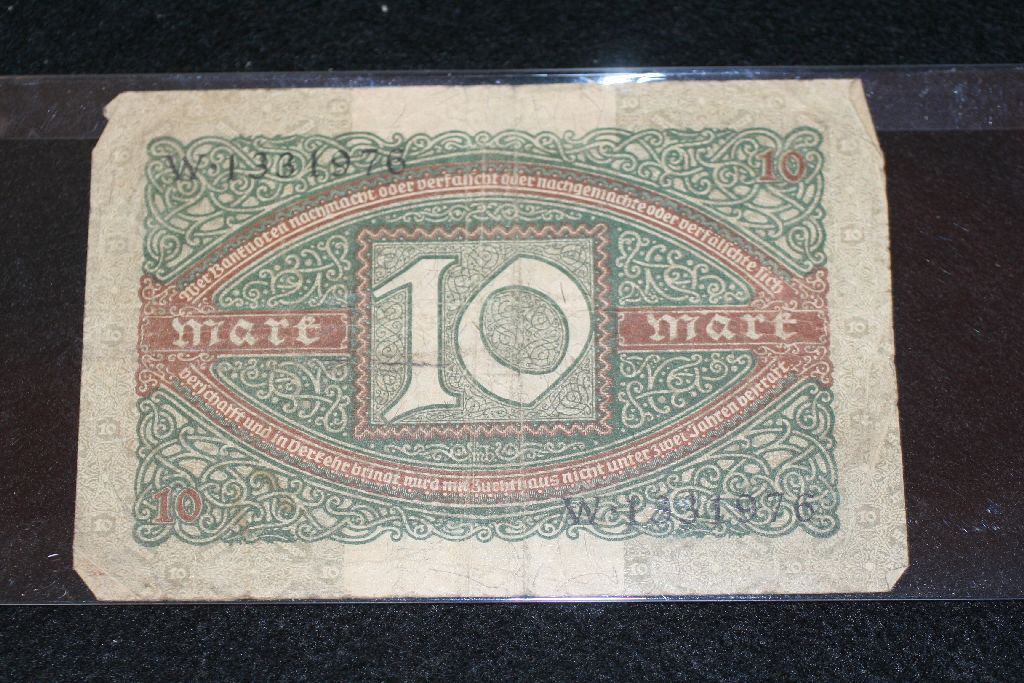 W·1331976
10
Wer Banknoten nachmacht oder verfälscht oder nachgemachte oder verfälschte sich
Mark
10
Mark
verschafft und in Verkehr bringt wird mit Zuchthaus nicht unter zwei Jahren bestraft
10
W·1331976